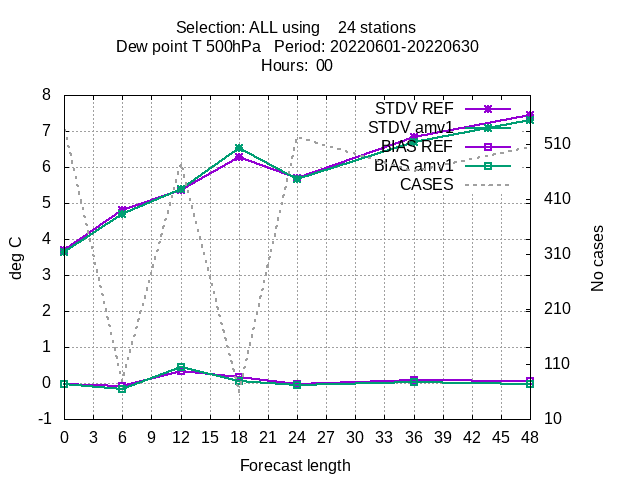 Selection: ALL using    24 stations
Dew point T 500hPa   Period: 20220601-20220630
Hours:  00
STDV REF
STDV amv1
BIAS REF
BIAS amv1
CASES
deg C
No cases
8
7
6
5
4
3
2
1
0
-1
510
410
310
210
110
10
0 3 6 9 12 15 18 21 24 27 30 33 36 39 42 45 48
Forecast length